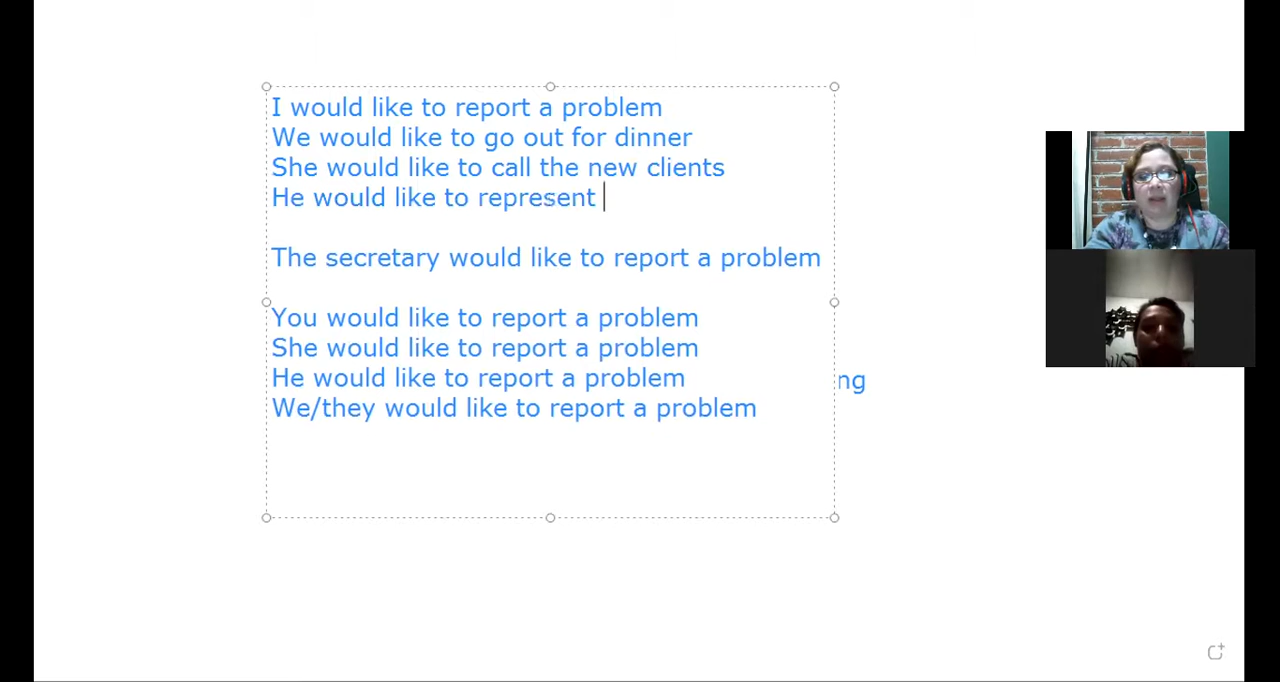 I would like to report a problem
We would like to go out for dinner
She would like to call the new clients
He would like to represent
The secretary would like to report a problem
You would like to report a problem
She would like to report a problem
He would like to report a problem
ng
We/they would like to report a problem